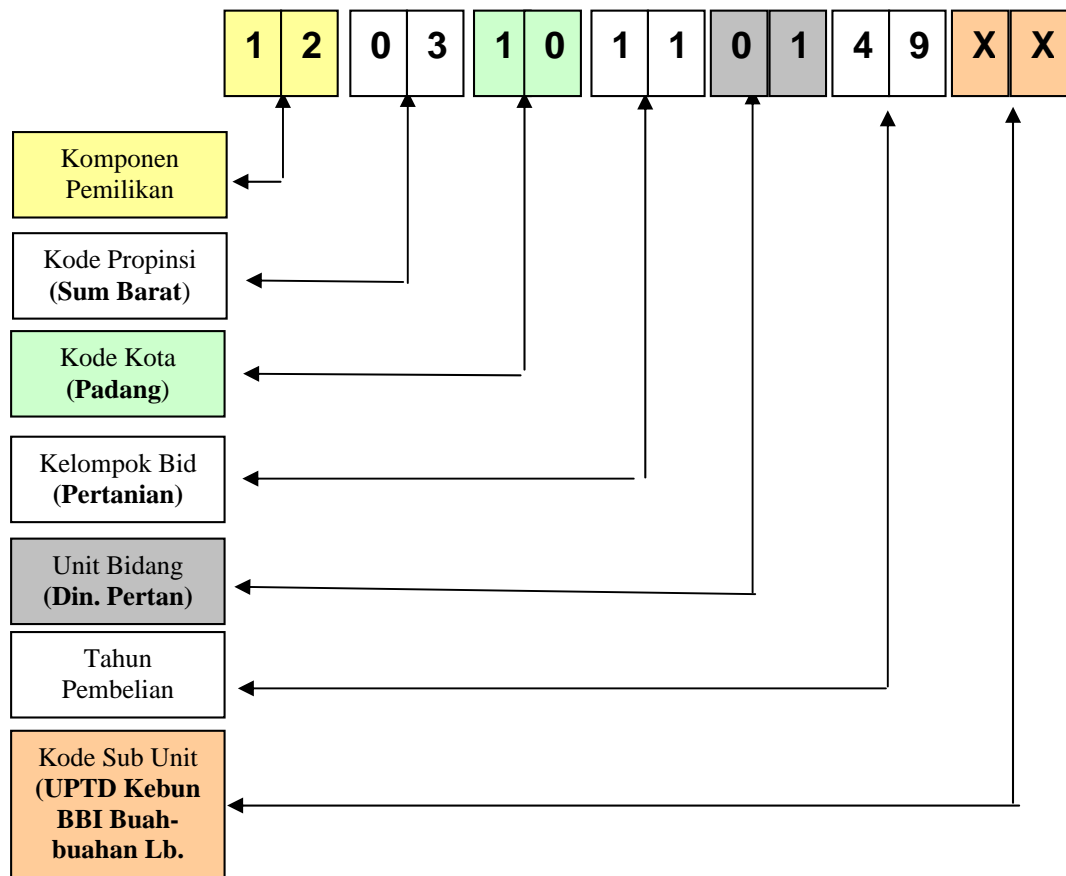 1 2 0 3 1 0 1 1 0 1 4 9 X X
Komponen
Pemilikan
Kode Propinsi
(Sum Barat)
Kode Kota
(Padang)
Kelompok Bid
(Pertanian)
Unit Bidang
(Din. Pertan)
Tahun
Pembelian
Kode Sub Unit
(UPTD Kebun
BBI Buah-
buahan Lb.